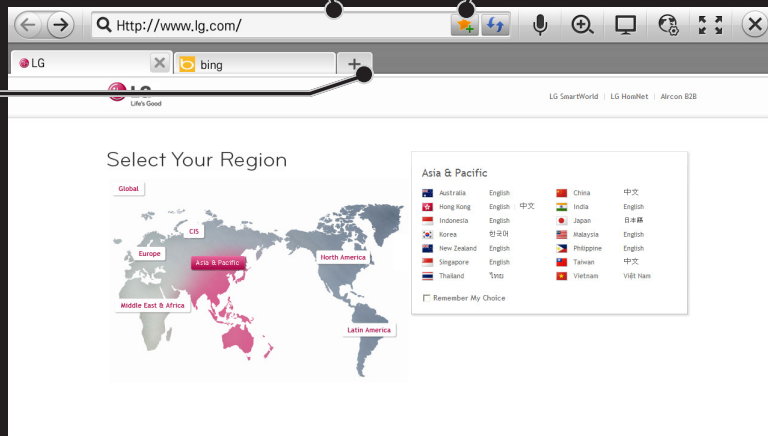 Http://www.lg.com/
LG
bing
LG
Life's Good
LG SmartWorld | LG HomNet | Aircon B2B
Select Your Region
Global
CIS
Europe
Asia & Pacific
North America
Middle East & Africa
Latin America
Asia & Pacific
Australia English
Hong Kong English 中文
Indonesia English
Korea 한국어
New Zealand English
Singapore English
Thailand ไทย
China 中文
India English
Japan 日本語
Malaysia English
Philippine English
Taiwan 中文
Vietnam Việt Nam
Remember My Choice